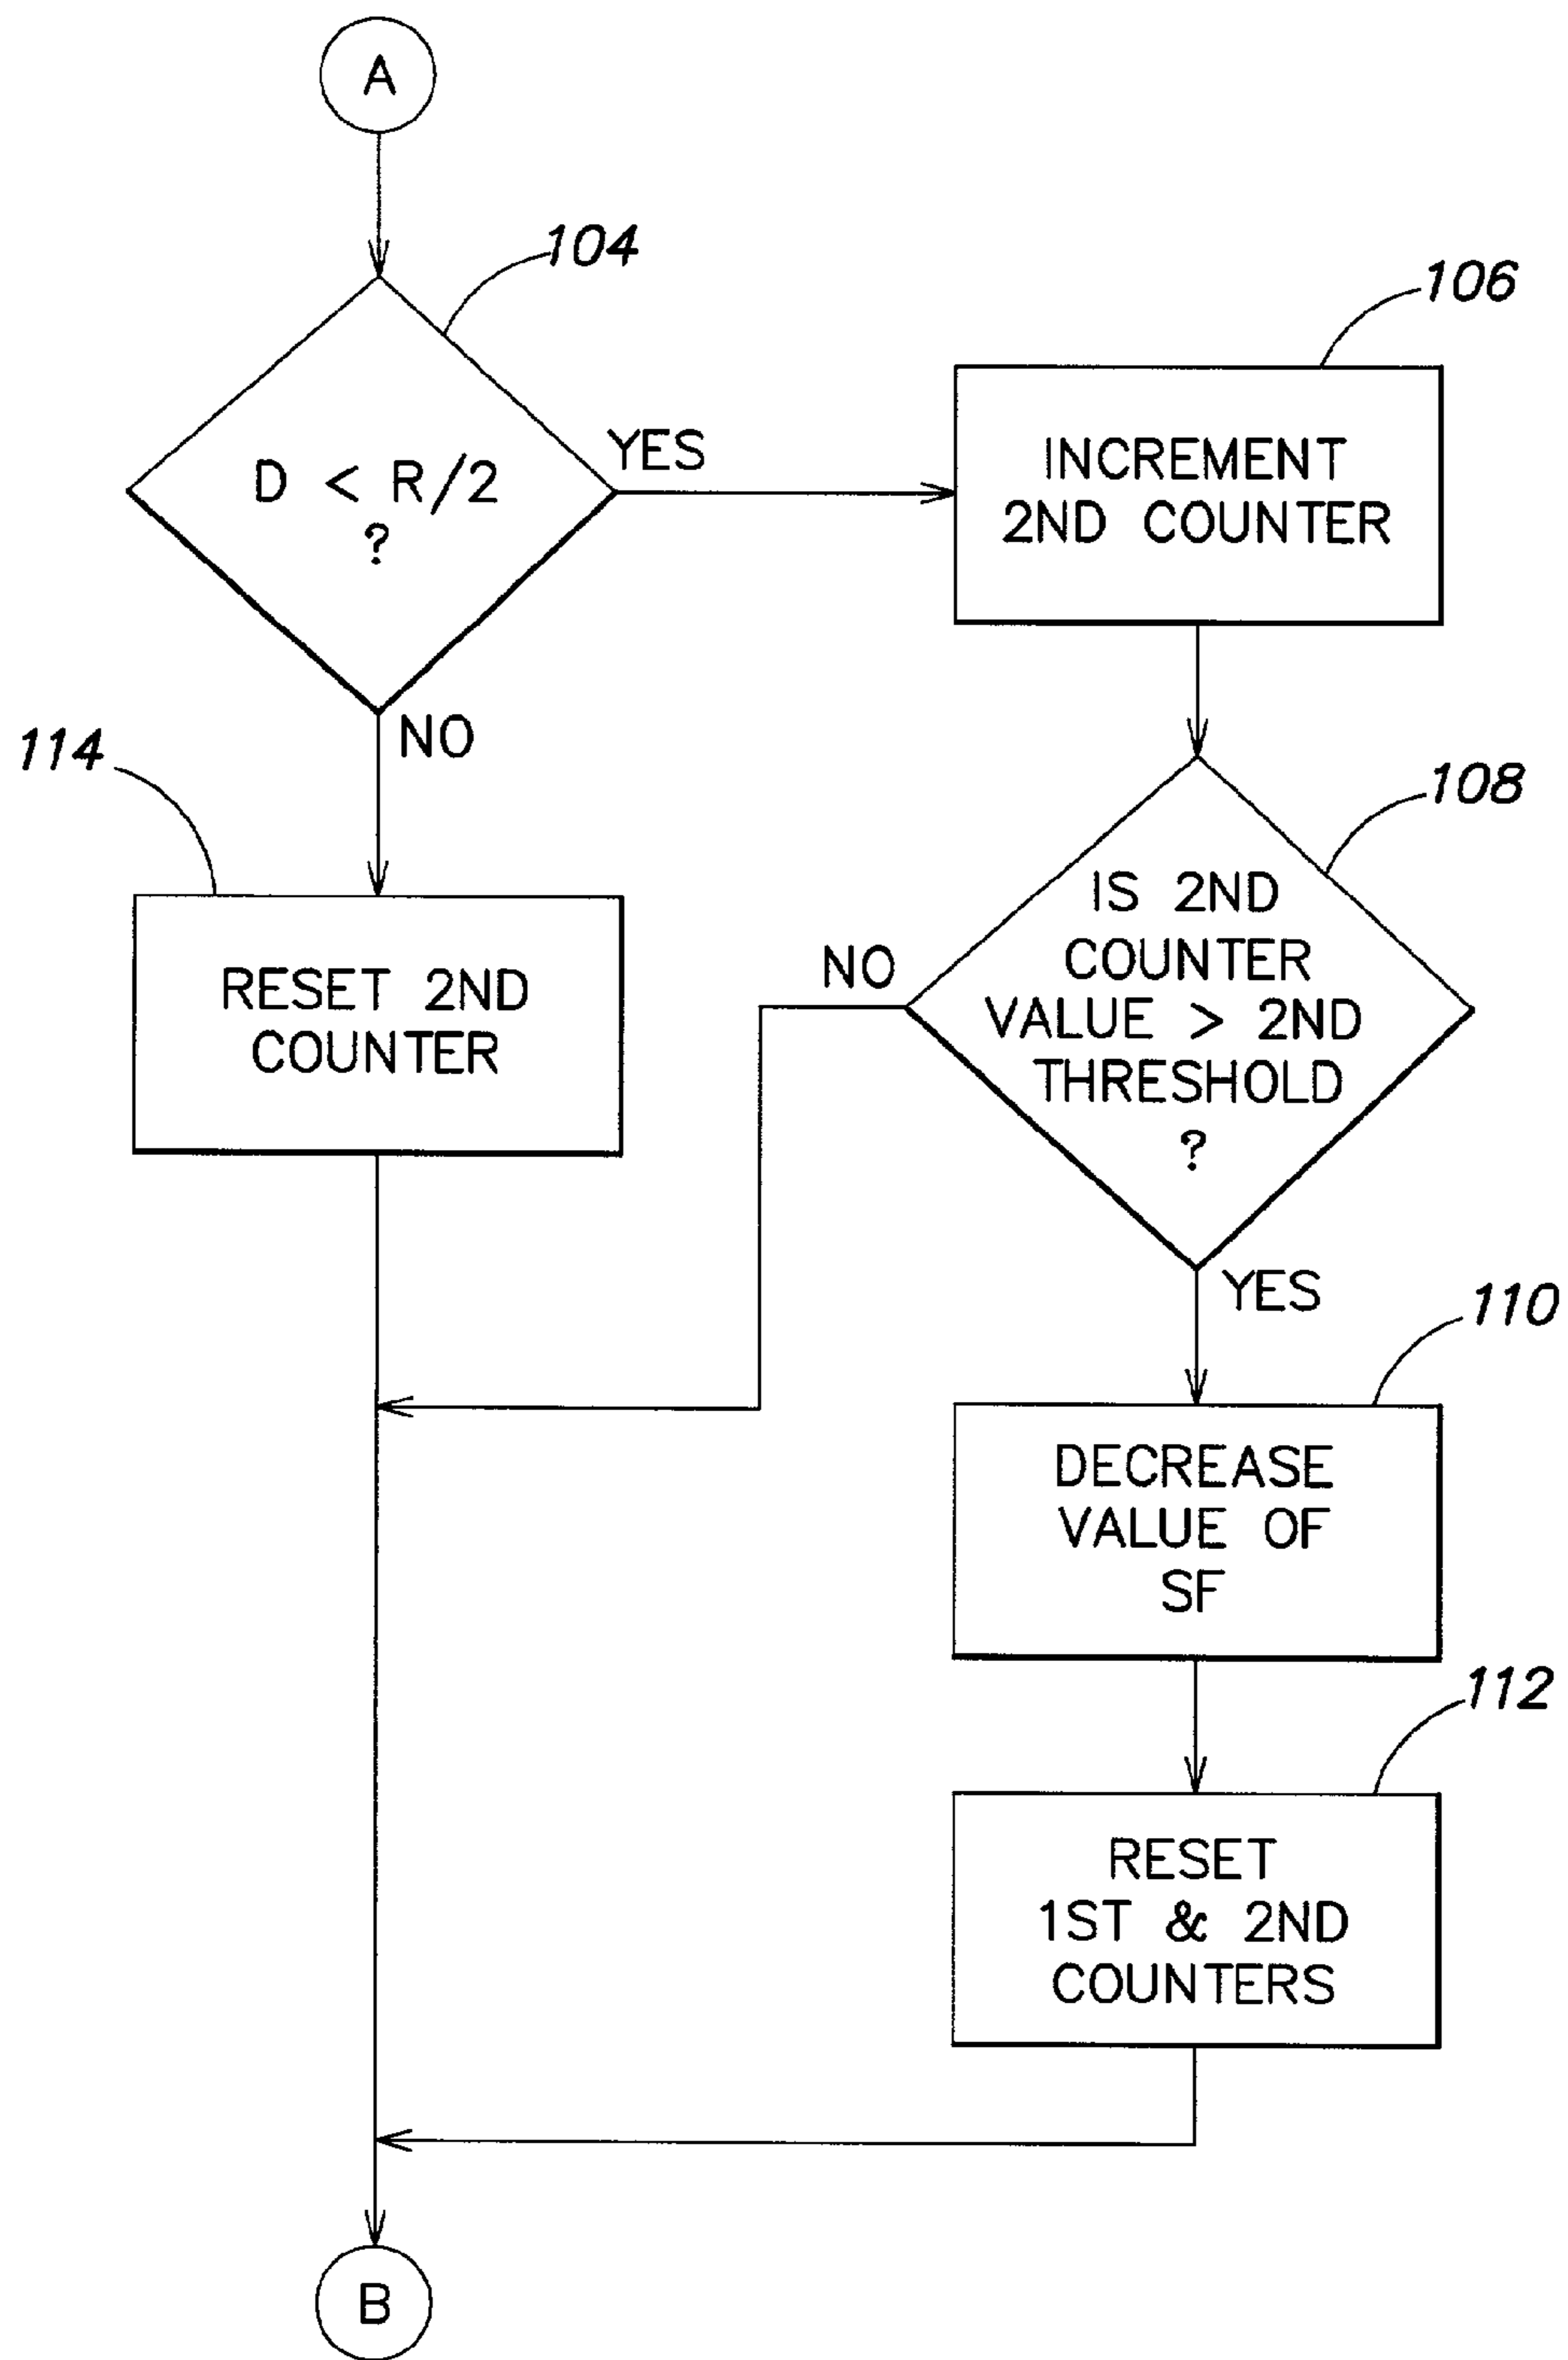 A
104
D < R/2
?
YES
NO
106
INCREMENT
2ND COUNTER
114
RESET 2ND
COUNTER
108
IS 2ND
COUNTER
VALUE > 2ND
THRESHOLD
?
NO
YES
110
DECREASE
VALUE OF
SF
112
RESET
1ST & 2ND
COUNTERS
B